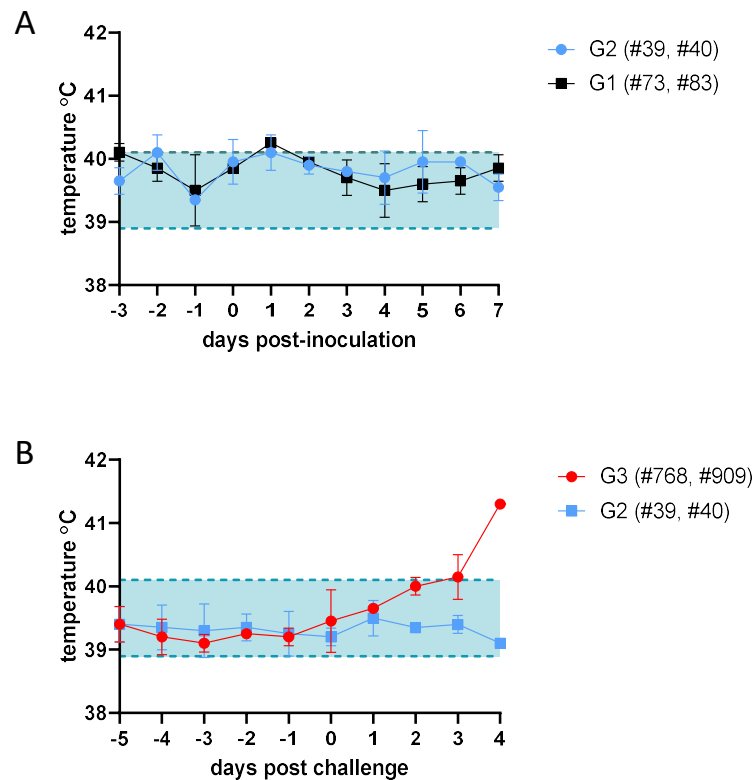 A
42
41
40
39
38
temperature °C
-3 -2 -1 0 1 2 3 4 5 6 7
days post-inoculation
G2 (#39, #40)
G1 (#73, #83)
B
42
41
40
39
38
temperature °C
-5 -4 -3 -2 -1 0 1 2 3 4
days post challenge
G3 (#768, #909)
G2 (#39, #40)